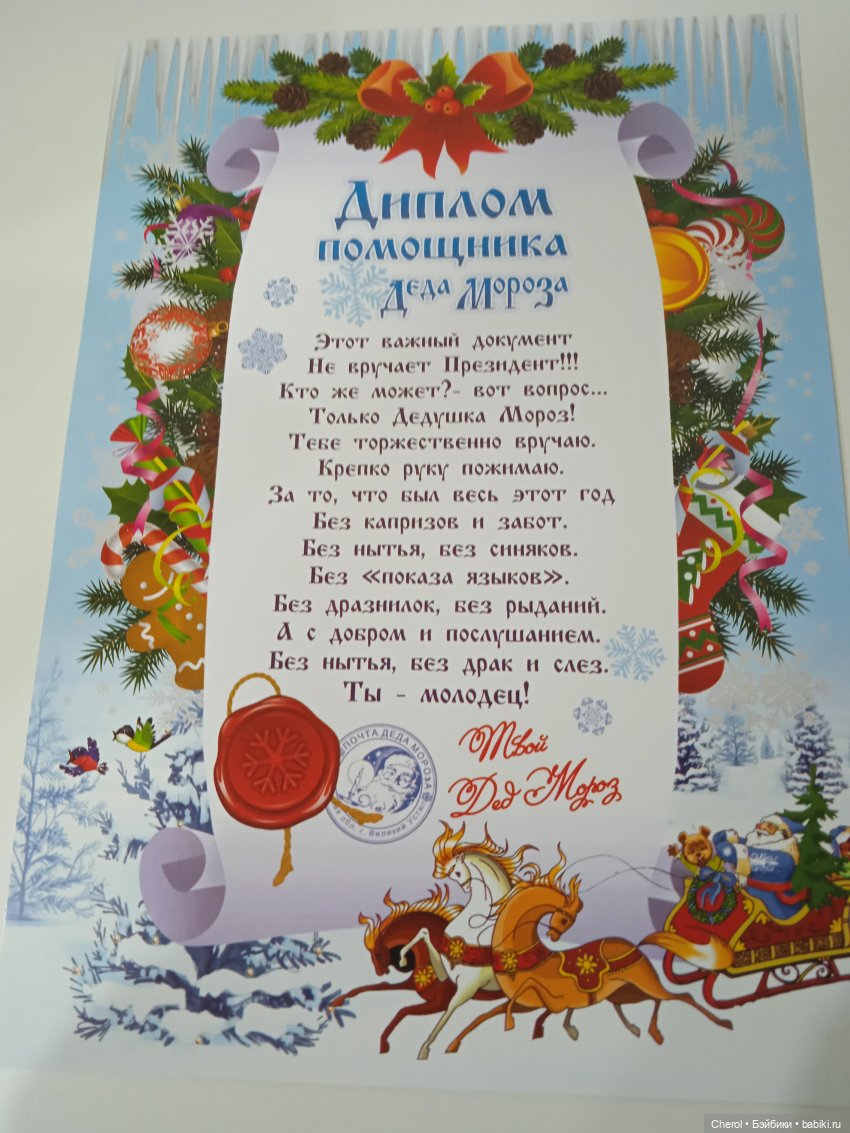 Диплом
помощника
Деда Мороза
Этот важный документ
Не вручает Президент!!!
Кто же может?- вот вопрос...
Только Дедушка Мороз!
Тебе торжественно вручаю.
Крепко руку пожимаю.
За то, что был весь этот год
Без капризов и забот.
Без нытья, без синяков.
Без «показа языков».
Без дразнилок, без рыданий.
А с добром и послушанием.
Без нытья, без драк и слез.
Ты - молодец!
ПОЧТА ДЕДА МОРОЗА
обл. г. Великий Устюг
Твой
Дед Мороз
Cherol • Бэйбики • babiki.ru